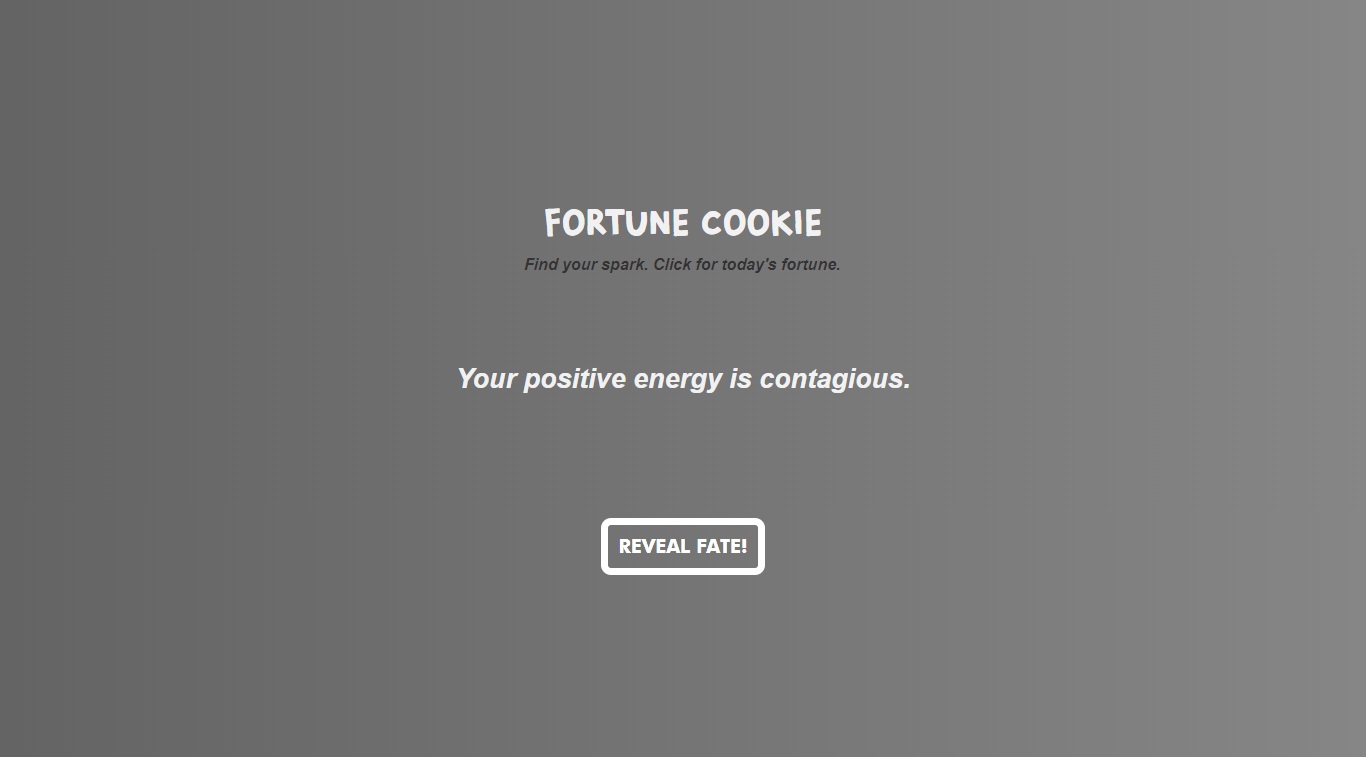 FORTUNE COOKIE
Find your spark. Click for today's fortune.
Your positive energy is contagious.
REVEAL FATE!